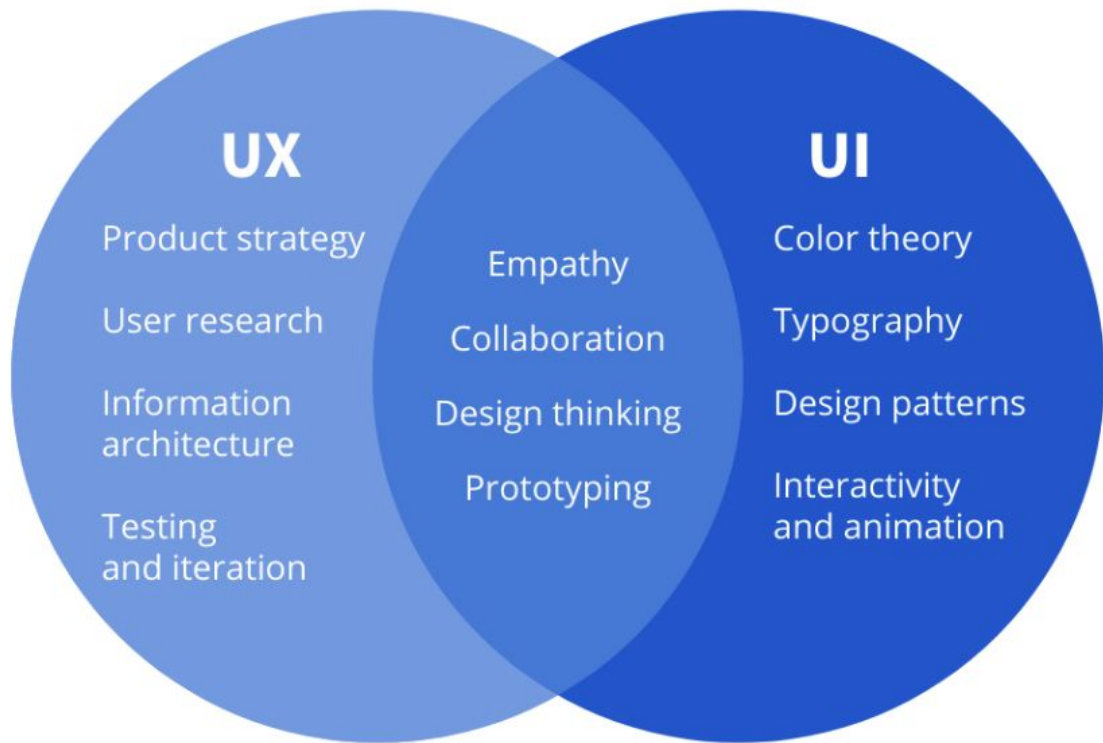 UX
Product strategy
User research
Information
architecture
Testing
and iteration
Empathy
Collaboration
Design thinking
Prototyping
UI
Color theory
Typography
Design patterns
Interactivity
and animation